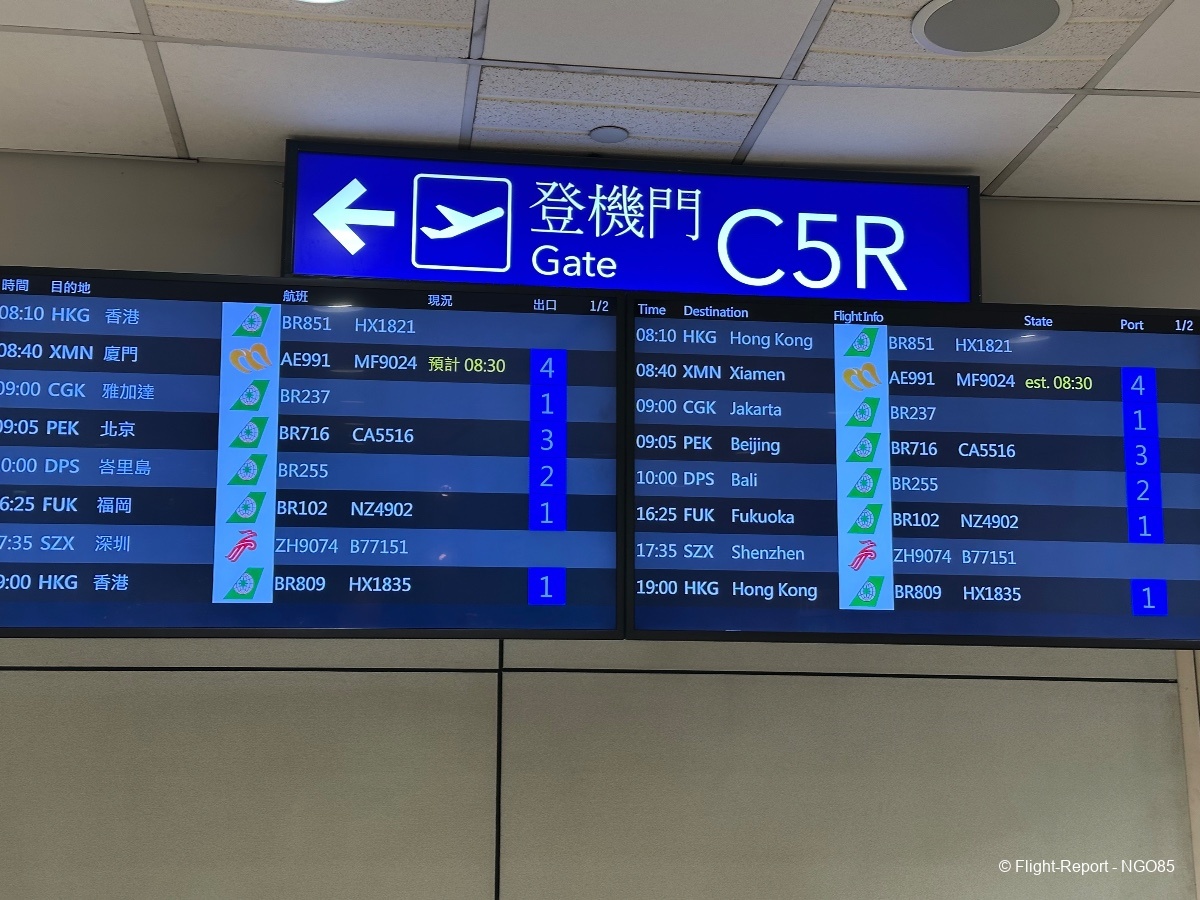 登機門
Gate
C5R
時間 目的地 航班 現況 出口 1/2
08:10 HKG 香港 BR851 HX1821
08:40 XMN 廈門 AE991 MF9024 預計 08:30 4
09:00 CGK 雅加達 BR237 1
09:05 PEK 北京 BR716 CA5516 3
0:00 DPS 峇里島 BR255 2
6:25 FUK 福岡 BR102 NZ4902 1
7:35 SZX 深圳 ZH9074 B77151
9:00 HKG 香港 BR809 HX1835 1
Time Destination FlightInfo State Port 1/2
08:10 HKG Hong Kong BR851 HX1821
08:40 XMN Xiamen AE991 MF9024 est. 08:30 4
09:00 CGK Jakarta BR237 1
09:05 PEK Beijing BR716 CA5516 3
10:00 DPS Bali BR255 2
16:25 FUK Fukuoka BR102 NZ4902 1
17:35 SZX Shenzhen ZH9074 B77151
19:00 HKG Hong Kong BR809 HX1835 1
© Flight-Report - NGO85